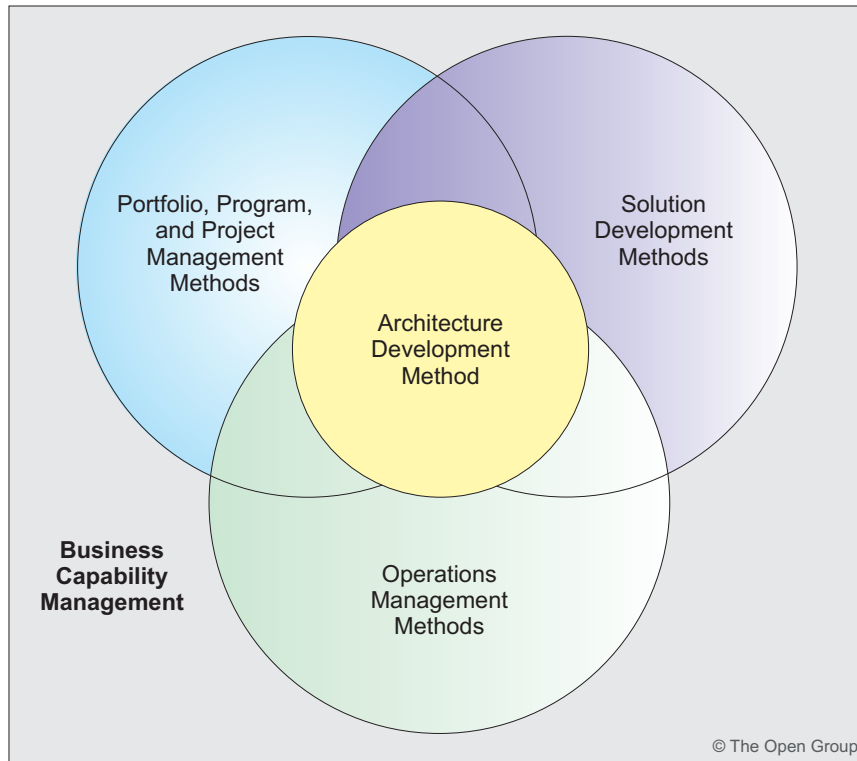 Portfolio, Program,
and Project
Management
Methods
Solution
Development
Methods
Architecture
Development
Method
Business
Capability
Management
Operations
Management
Methods
© The Open Group